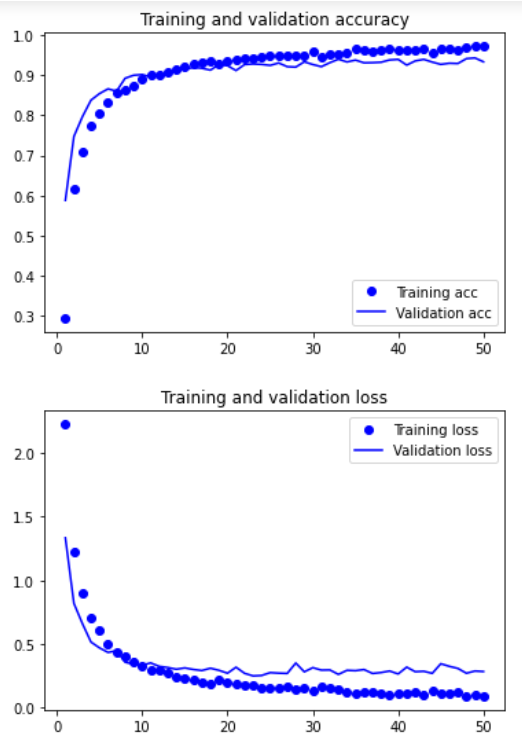 Training and validation accuracy
1.0
0.9
0.8
0.7
0.6
0.5
0.4
0.3
Training acc
Validation acc
0 10 20 30 40 50
Training and validation loss
2.0
1.5
1.0
0.5
0.0
Training loss
Validation loss
0 10 20 30 40 50